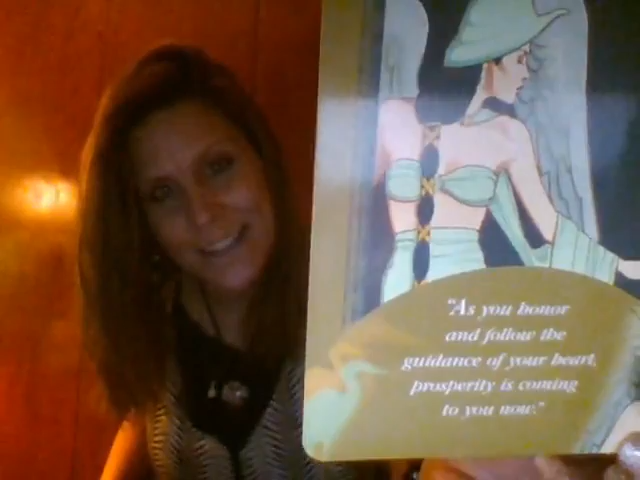 "As you honor
and follow the
guidance of your heart,
prosperity is coming
to you now."